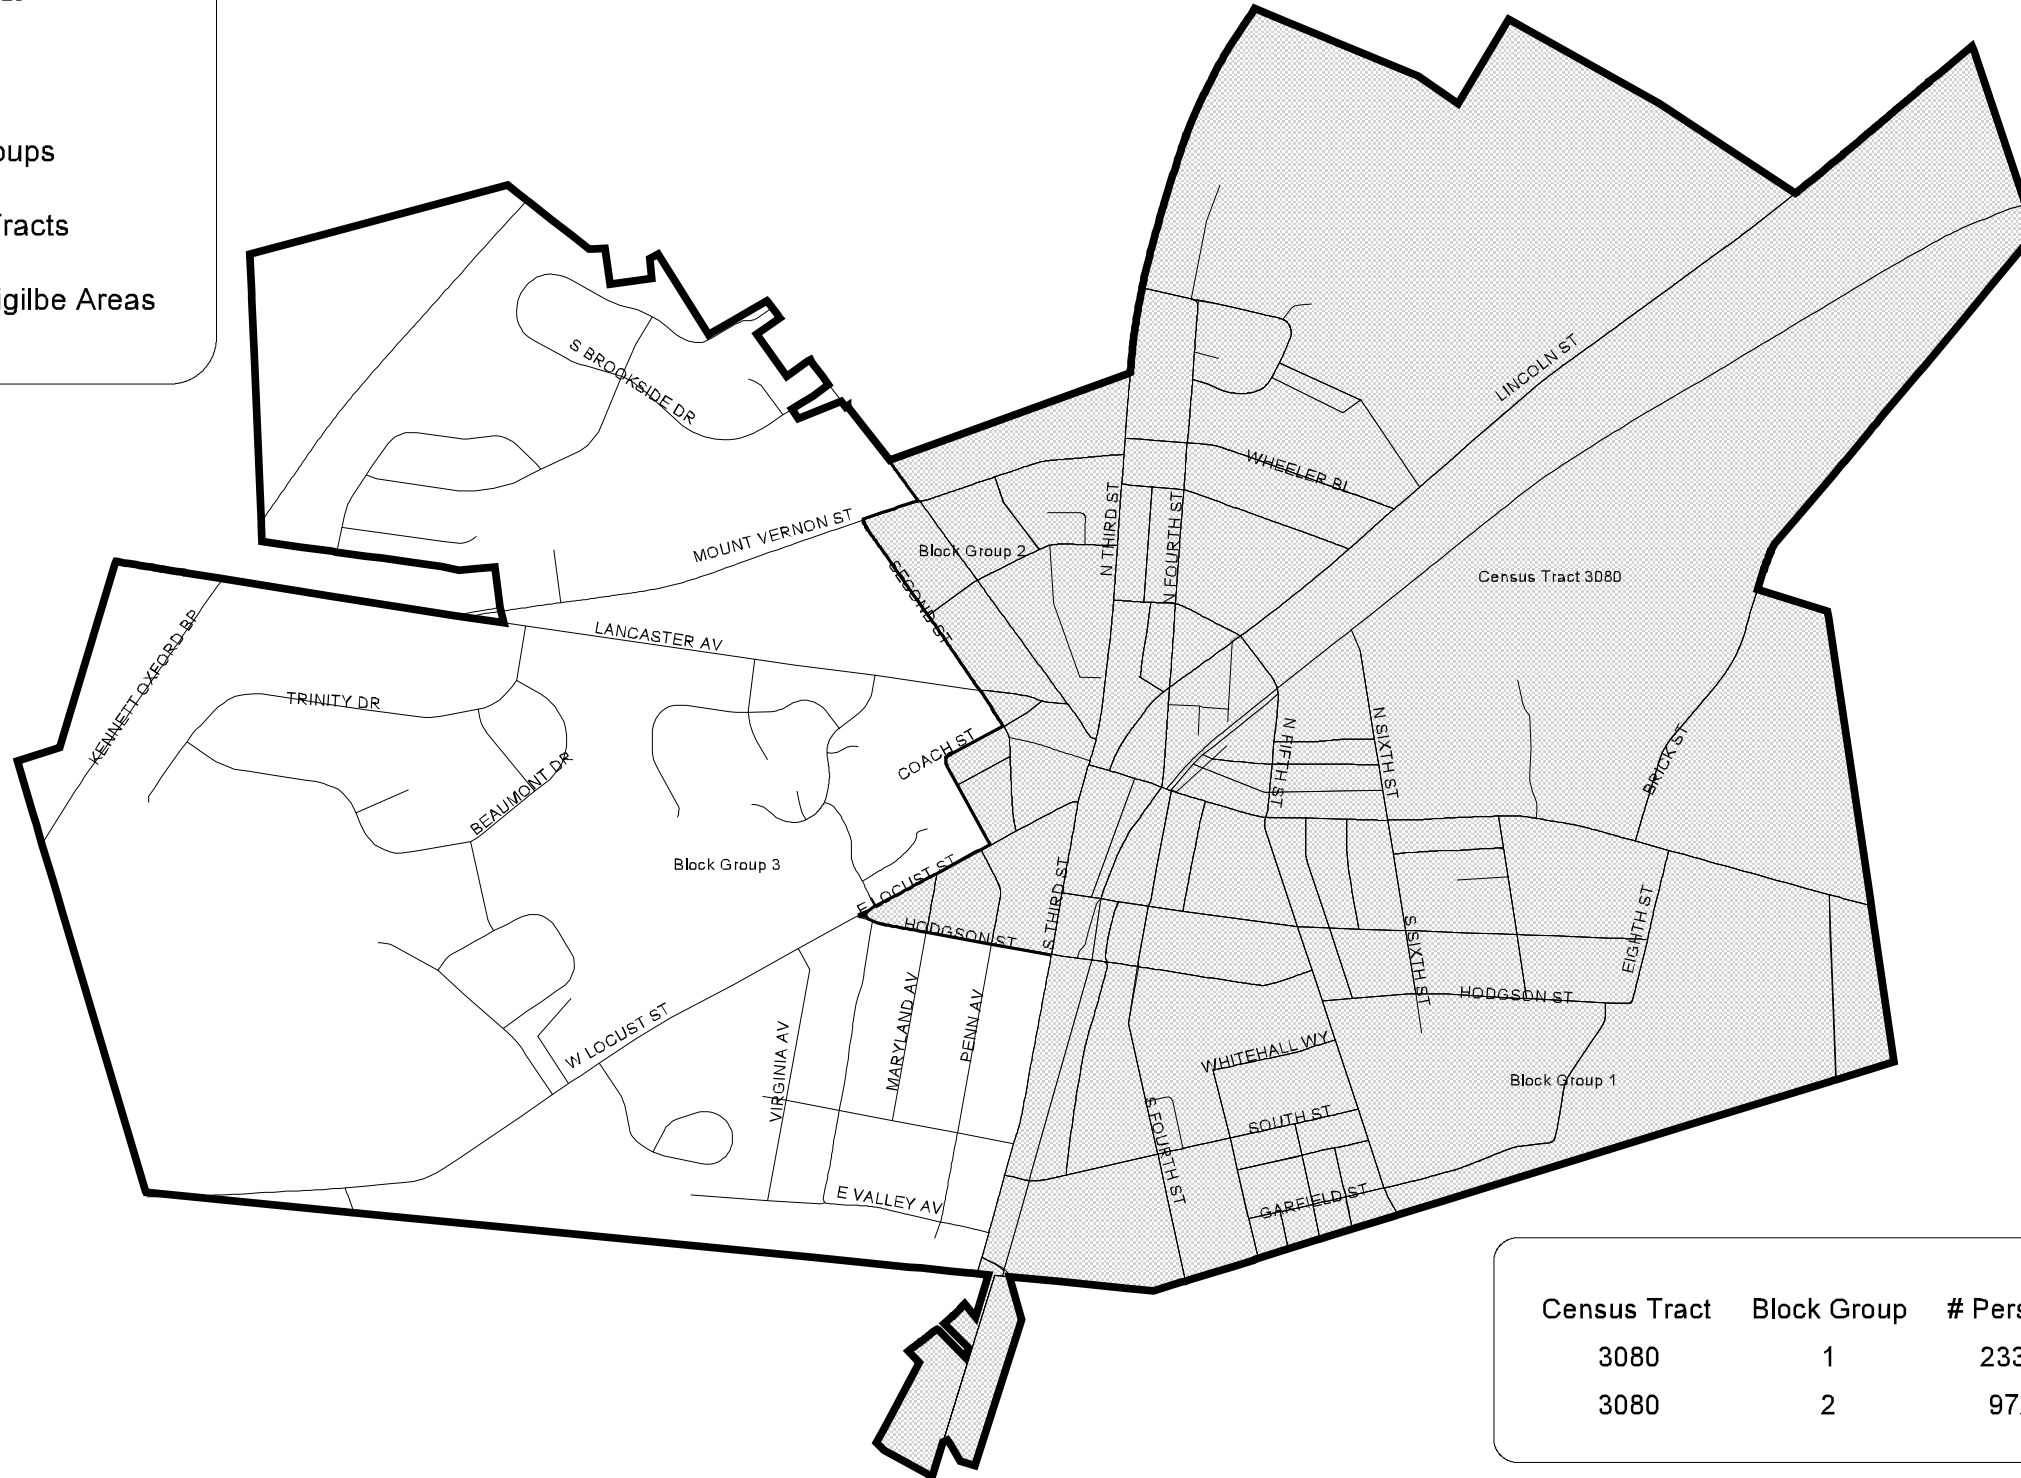 oups
Tracts
igilbe Areas
S BROOKSIDE DR
LINCOLN ST
WHEELER BL
N THIRD ST
N FOURTH ST
MOUNT VERNON ST
Block Group 2
SECOND ST
Census Tract 3080
KENNETT OXFORD BP
LANCASTER AV
TRINITY DR
BEAUMONT DR
COACH ST
N FIFTH ST
N SIXTH ST
BRICK ST
Block Group 3
E LOCUST ST
HODGSON ST
S THIRD ST
S SIXTH ST
EIGHTH ST
HODGSON ST
W LOCUST ST
VIRGINIA AV
MARYLAND AV
PENN AV
WHITEHALL WY
Block Group 1
SOUTH ST
S FOURTH ST
GARFIELD ST
E VALLEY AV
Census Tract Block Group # Pers
3080 1 233
3080 2 97